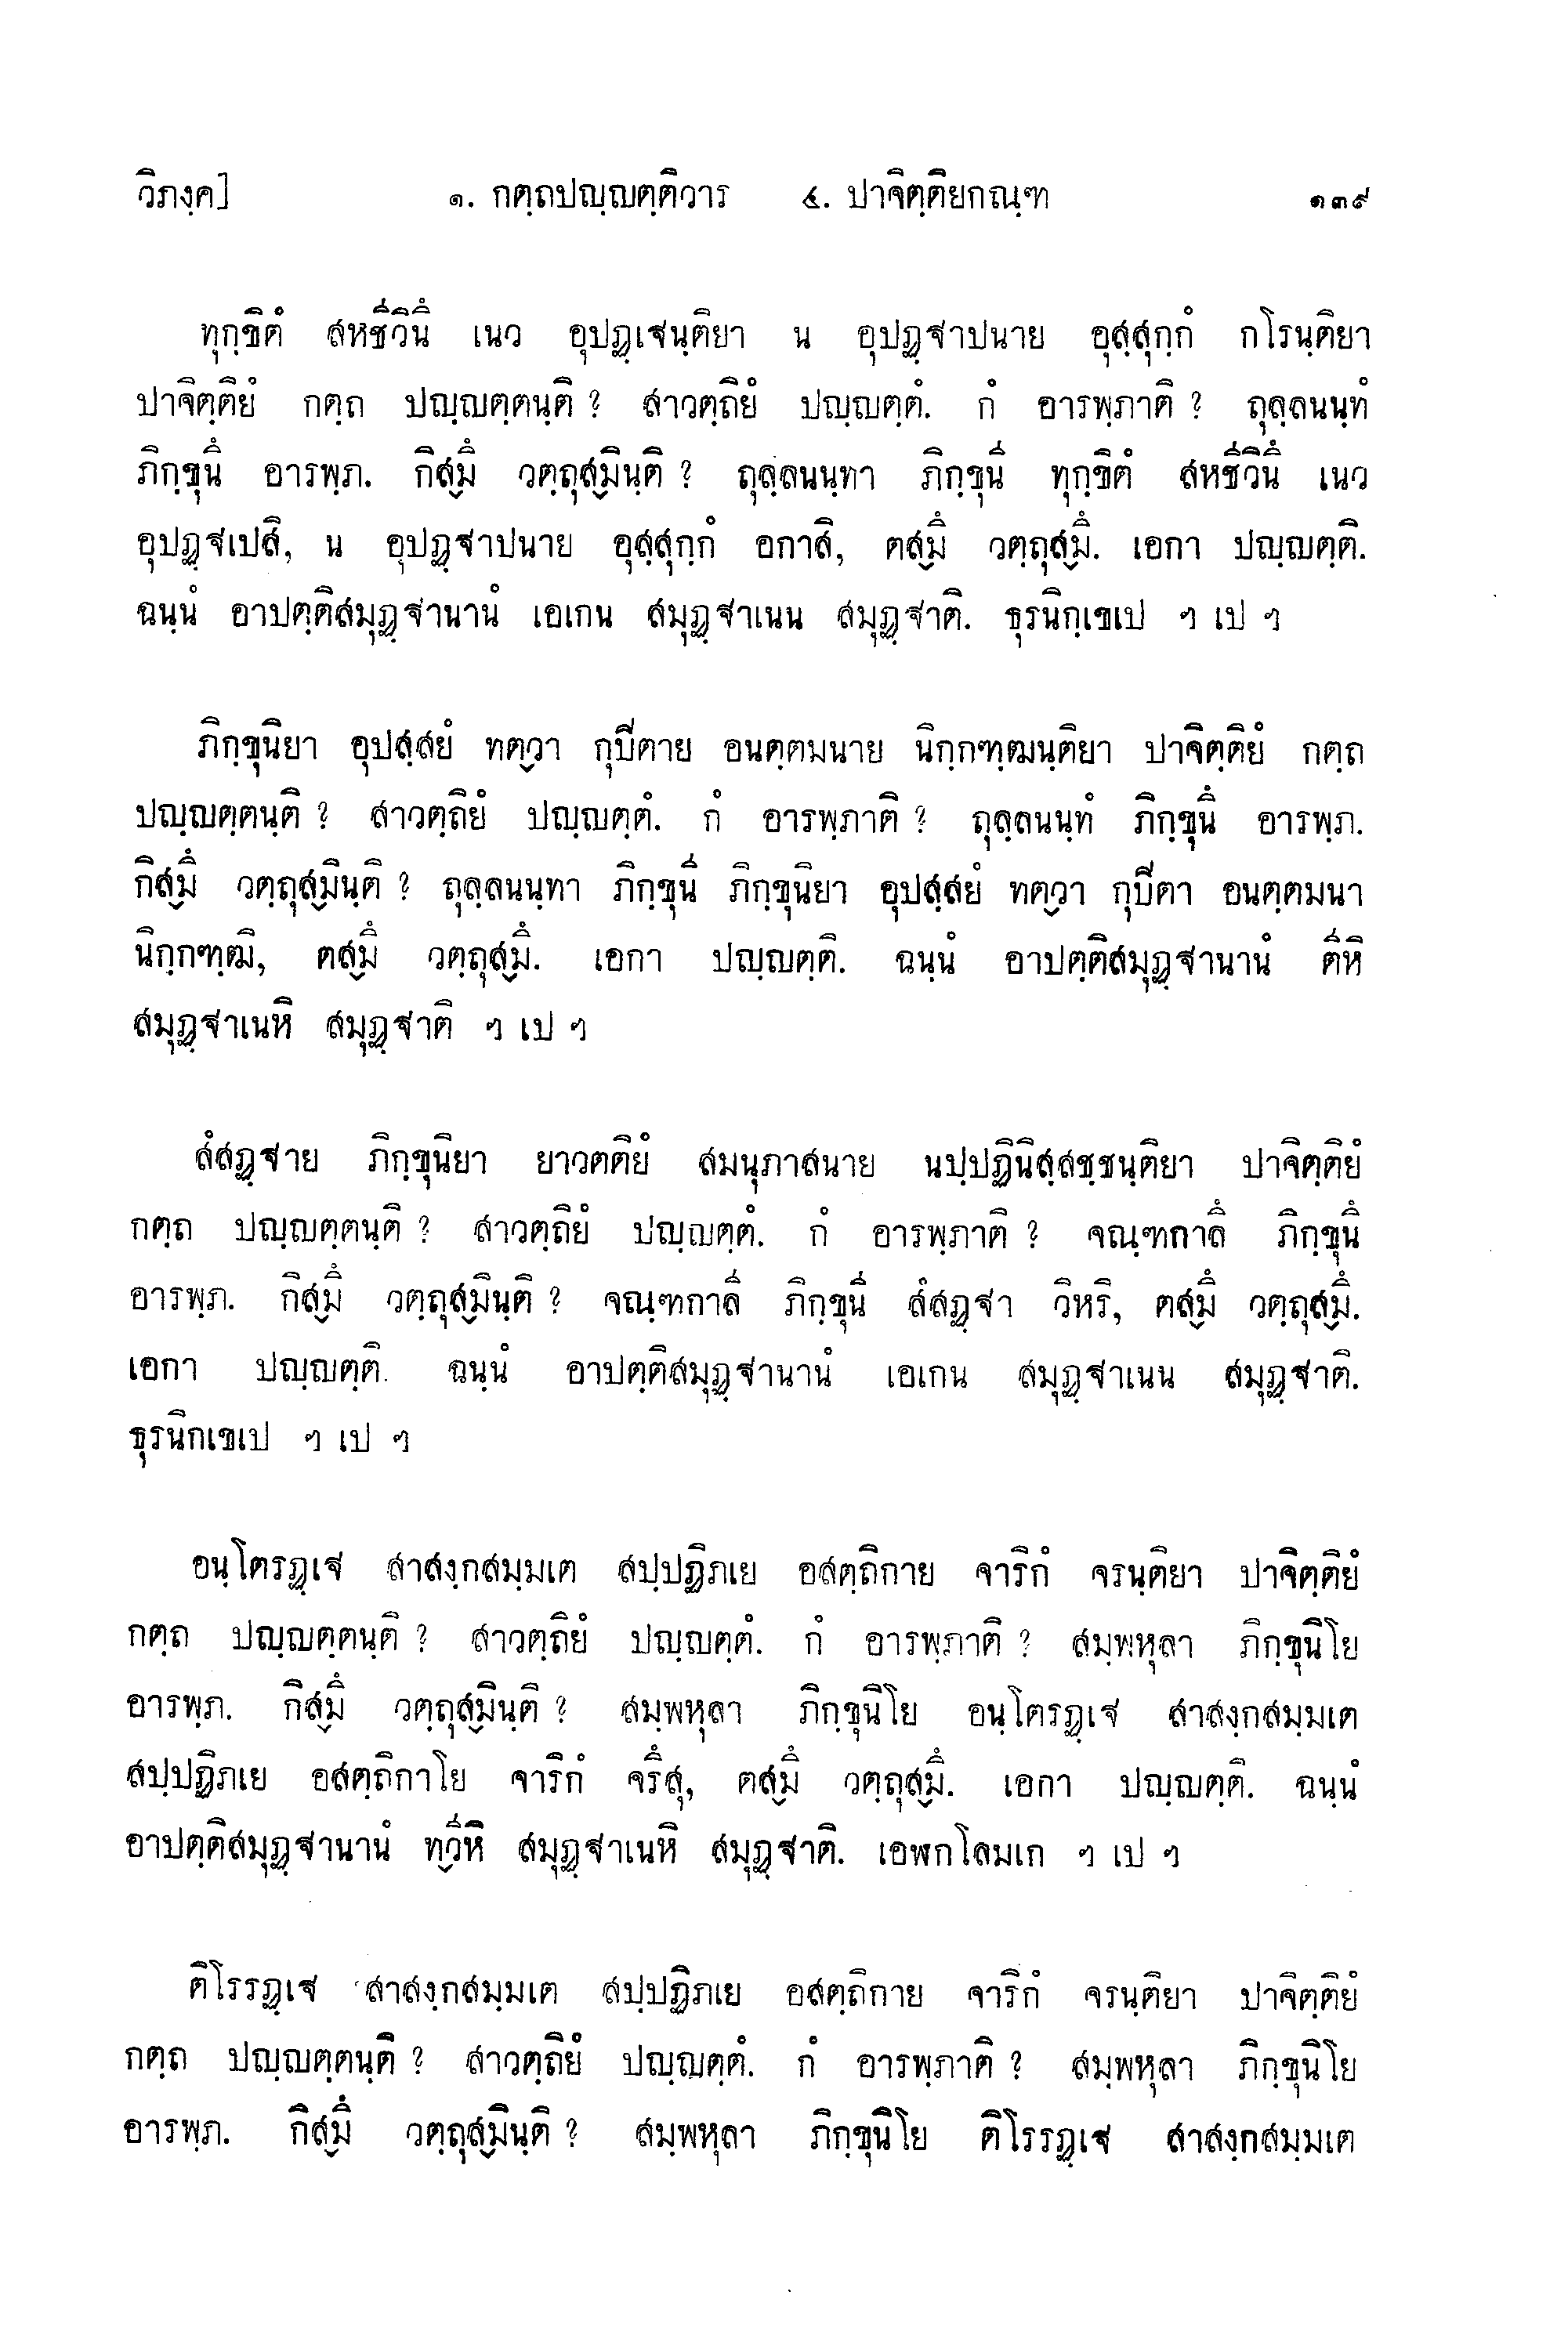 วิภงฺค]	๑. กตฺถปญฺญตฺติวาร	๔. ปาจิตฺติยกณฺฑ	๑๓๙
ทุกฺขิตํ สหชีวินึ เนว อุปฏฺเฐนฺติยา น อุปฏฺฐาปนาย อุสฺสุกฺกํ กโรนฺติยา
ปาจิตฺติยํ กตฺถ ปญฺญตฺตนฺติ ? สาวตฺถิยํ ปญฺญตฺตํ. กํ อารพฺภาติ ? ถุลฺลนนฺทํ
ภิกฺขุนึ อารพฺภ. กิสฺมึ วตฺถุสฺมินฺติ ? ถุลฺลนนฺทา ภิกฺขุนี ทุกฺขิตํ สหชีวินึ เนว
อุปฏฺฐเปสิ, น อุปฏฺฐาปนาย อุสฺสุกฺกํ อกาสิ, ตสฺมึ วตฺถุสฺมึ. เอกา ปญฺญตฺติ.
ฉนฺนํ อาปตฺติสมุฏฺฐานานํ เอเกน สมุฏฺฐาเนน สมุฏฺฐาติ. ธุรนิกฺเขเป ฯ เป ฯ
ภิกฺขุนิยา อุปสฺสยํ ทตฺวา กุปีตาย อนตฺตมนาย นิกฺกฑฺฒนฺติยา ปาจิตฺติยํ กตฺถ
ปญฺญตฺตนฺติ ? สาวตฺถิยํ ปญฺญตฺตํ. กํ อารพฺภาติ ? ถุลฺลนนฺทํ ภิกฺขุนึ อารพฺภ.
กิสฺมึ วตฺถุสฺมินฺติ ? ถุลฺลนนฺทา ภิกฺขุนี ภิกฺขุนิยา อุปสฺสยํ ทตฺวา กุปีตา อนตฺตมนา
นิกฺกฑฺฒิ, ตสฺมึ วตฺถุสฺมึ. เอกา ปญฺญตฺติ. ฉนฺนํ อาปตฺติสมุฏฺฐานานํ ตีหิ
สมุฏฺฐาเนหิ สมุฏฺฐาติ ฯ เป ฯ
สํสฏฺฐาย ภิกฺขุนิยา ยาวตติยํ สมนุภาสนาย นปฺปฏินิสฺสชฺชนฺติยา ปาจิตฺติยํ
กตฺถ ปญฺญตฺตนฺติ ? สาวตฺถิยํ ปญฺญตฺตํ. กํ อารพฺภาติ ? จณฺฑกาลึ ภิกฺขุนึ
อารพฺภ. กิสฺมึ วตฺถุสฺมินฺติ ? จณฺฑกาลี ภิกฺขุนี สํสฏฺฐา วิหริ, ตสฺมึ วตฺถุสฺมึ.
เอกา ปญฺญตฺติ. ฉนฺนํ อาปตฺติสมุฏฺฐานานํ เอเกน สมุฏฺฐาเนน สมุฏฺฐาติ.
ธุรนิกเขเป ฯ เป ฯ
อนฺโตรฏฺเฐ สาสงฺกสมฺมเต สปฺปฏิภเย อสตฺถิกาย จาริกํ จรนฺติยา ปาจิตฺติยํ
กตฺถ ปญฺญตฺตนฺติ ? สาวตฺถิยํ ปญฺญตฺตํ. กํ อารพฺภาติ ? สมฺพหุลา ภิกฺขุนิโย
อารพฺภ. กิสฺมึ วตฺถุสฺมินฺติ ? สมฺพหุลา ภิกฺขุนิโย อนฺโตรฏฺเฐ สาสงฺกสมฺมเต
สปฺปฏิภเย อสตฺถิกาโย จาริกํ จรึสุ, ตสฺมึ วตฺถุสฺมึ. เอกา ปญฺญตฺติ. ฉนฺนํ
อาปตฺติสมุฏฺฐานานํ ทฺวีหิ สมุฏฺฐาเนหิ สมุฏฺฐาติ. เอฬกโลมเก ฯ เป ฯ
ติโรรฏฺเฐ สาสงฺกสมฺมเต สปฺปฏิภเย อสตฺถิกาย จาริกํ จรนฺติยา ปาจิตฺติยํ
กตฺถ ปญฺญตฺตนฺติ ? สาวตฺถิยํ ปญฺญตฺตํ. กํ อารพฺภาติ ? สมฺพหุลา ภิกฺขุนิโย
อารพฺภ. กิสฺมึ วตฺถุสฺมินฺติ ? สมฺพหุลา ภิกฺขุนิโย ติโรรฏฺเฐ สาสงฺกสมฺมเต